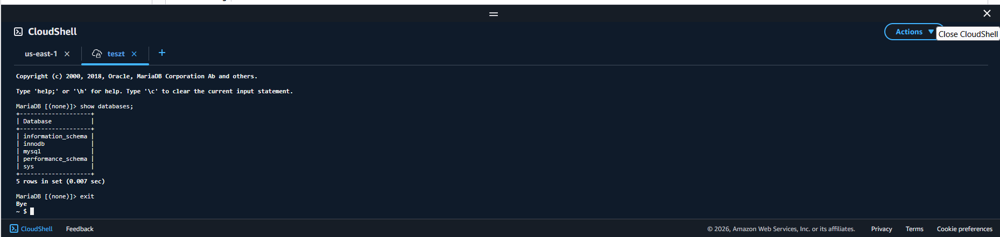 CloudShell
Actions ▼
Close CloudShell
us-east-1 ×
teszt ×
+
Copyright (c) 2000, 2018, Oracle, MariaDB Corporation Ab and others.
Type 'help;' or '\h' for help. Type '\c' to clear the current input statement.
MariaDB [(none)]> show databases;
+--------------------+
| Database           |
+--------------------+
| information_schema |
| innodb             |
| mysql              |
| performance_schema |
| sys                |
+--------------------+
5 rows in set (0.007 sec)
MariaDB [(none)]> exit
Bye
~ $
CloudShell Feedback © 2026, Amazon Web Services, Inc. or its affiliates. Privacy Terms Cookie preferences